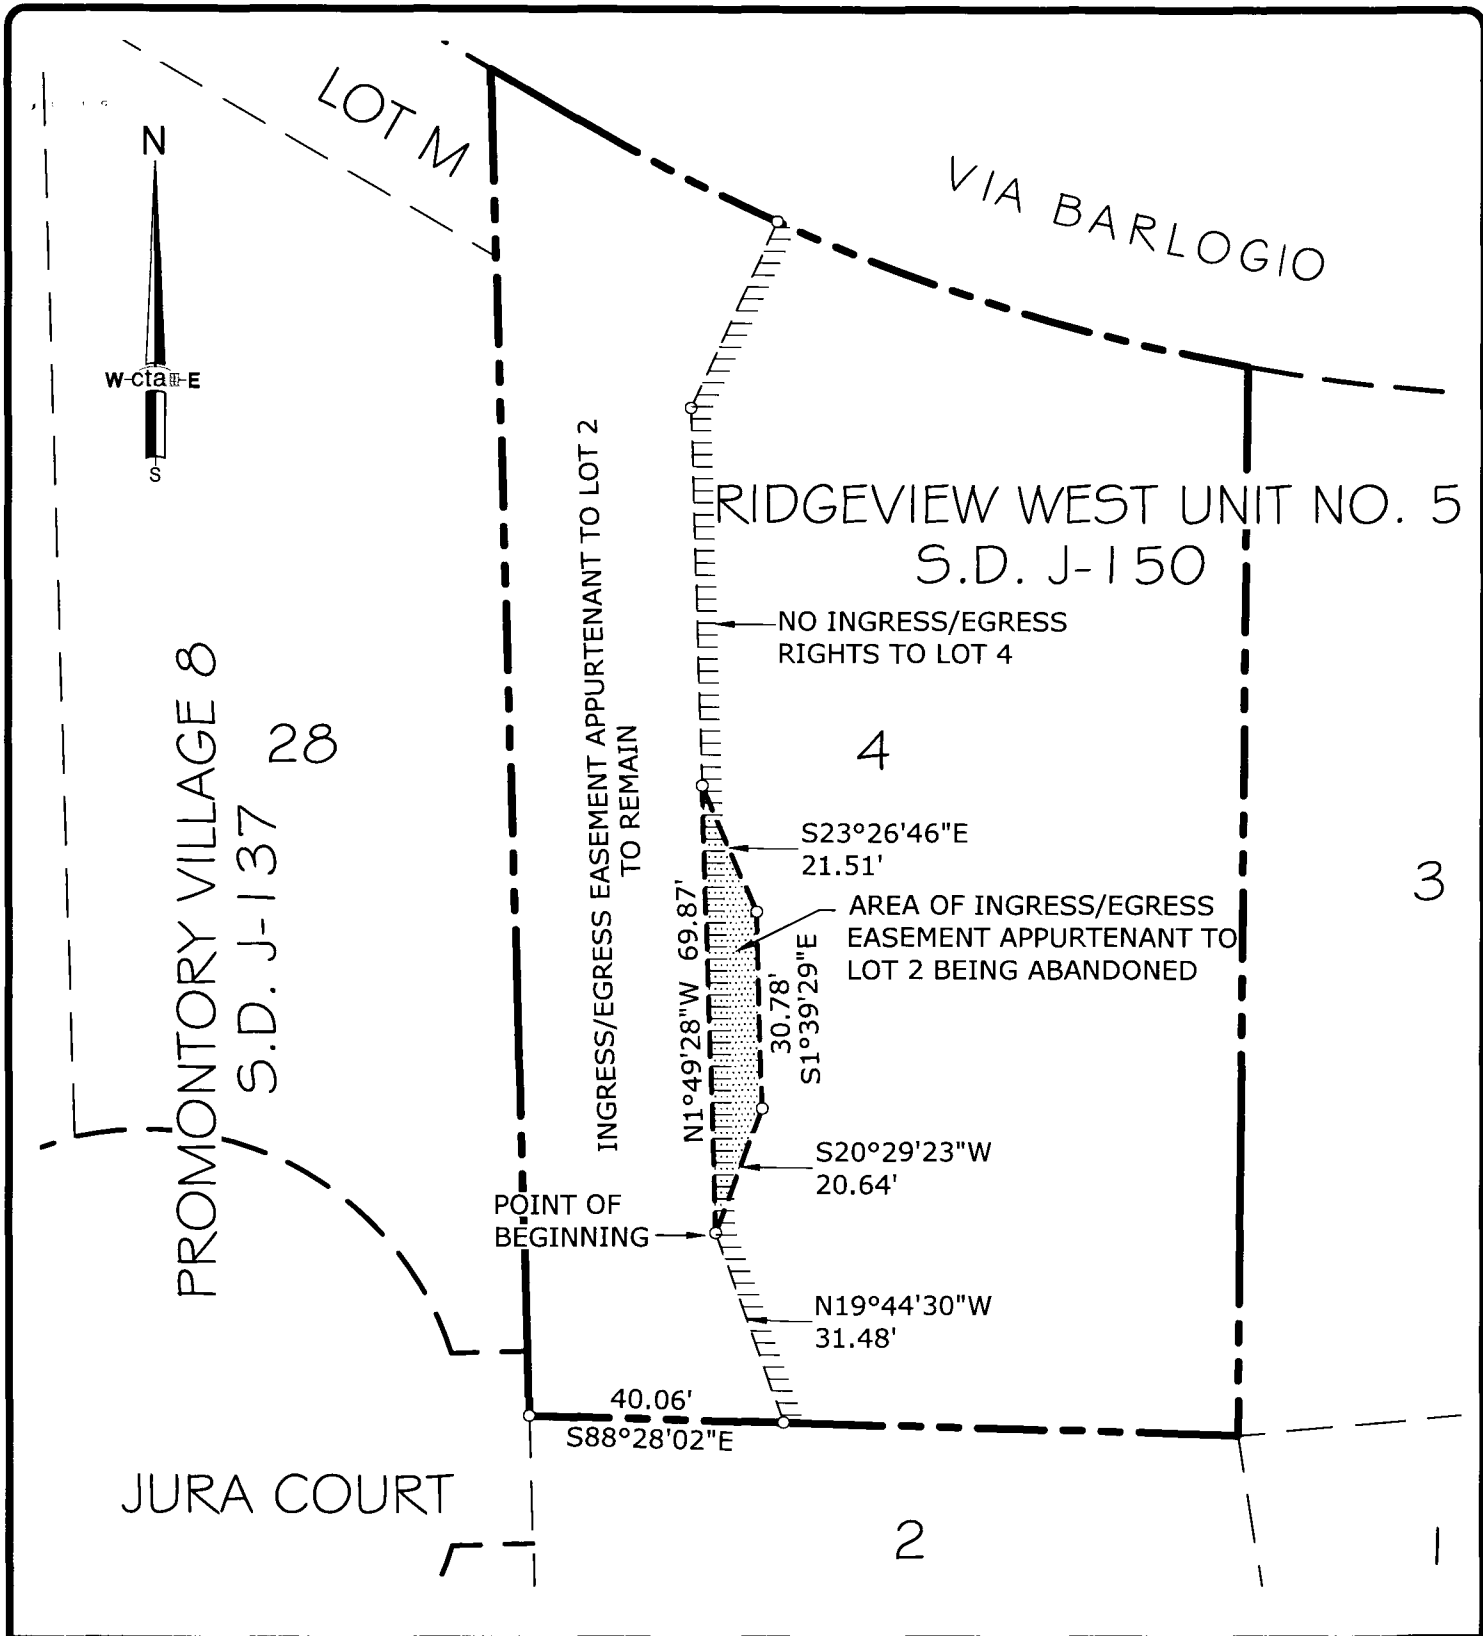 LOT M
N
VIA BARLOGIO
W cta E
S
RIDGEVIEW WEST UNIT NO. 5
S.D. J-150
INGRESS/EGRESS EASEMENT APPURTENANT TO LOT 2
TO REMAIN
NO INGRESS/EGRESS
RIGHTS TO LOT 4
PROMONTORY VILLAGE 8
S.D. J-137
28
4
3
S23°26'46"E
21.51'
AREA OF INGRESS/EGRESS
EASEMENT APPURTENANT TO
LOT 2 BEING ABANDONED
N1°49'28"W 69.87'
30.78'
S1°39'29"E
S20°29'23"W
20.64'
POINT OF
BEGINNING
N19°44'30"W
31.48'
40.06'
S88°28'02"E
JURA COURT
2
1